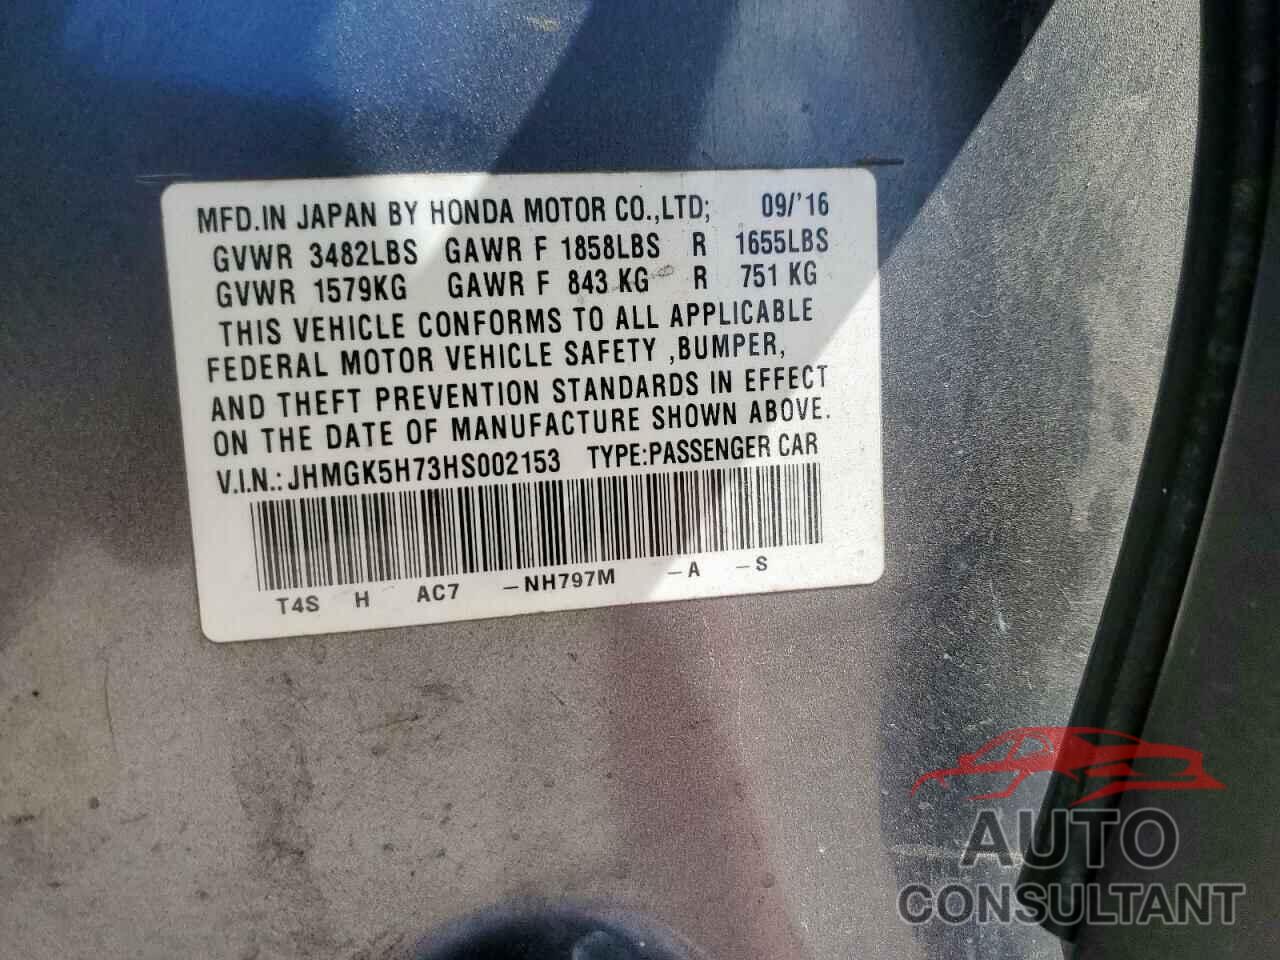 MFD.IN JAPAN BY HONDA MOTOR CO.,LTD; 09/'16
GVWR 3482LBS GAWR F 1858LBS R 1655LBS
GVWR 1579KG GAWR F 843 KG R 751 KG
THIS VEHICLE CONFORMS TO ALL APPLICABLE
FEDERAL MOTOR VEHICLE SAFETY ,BUMPER,
AND THEFT PREVENTION STANDARDS IN EFFECT
ON THE DATE OF MANUFACTURE SHOWN ABOVE.
V.I.N.: JHMGK5H73HS002153 TYPE:PASSENGER CAR
T4S H AC7 -NH797M -A -S
AUTO
CONSULTANT